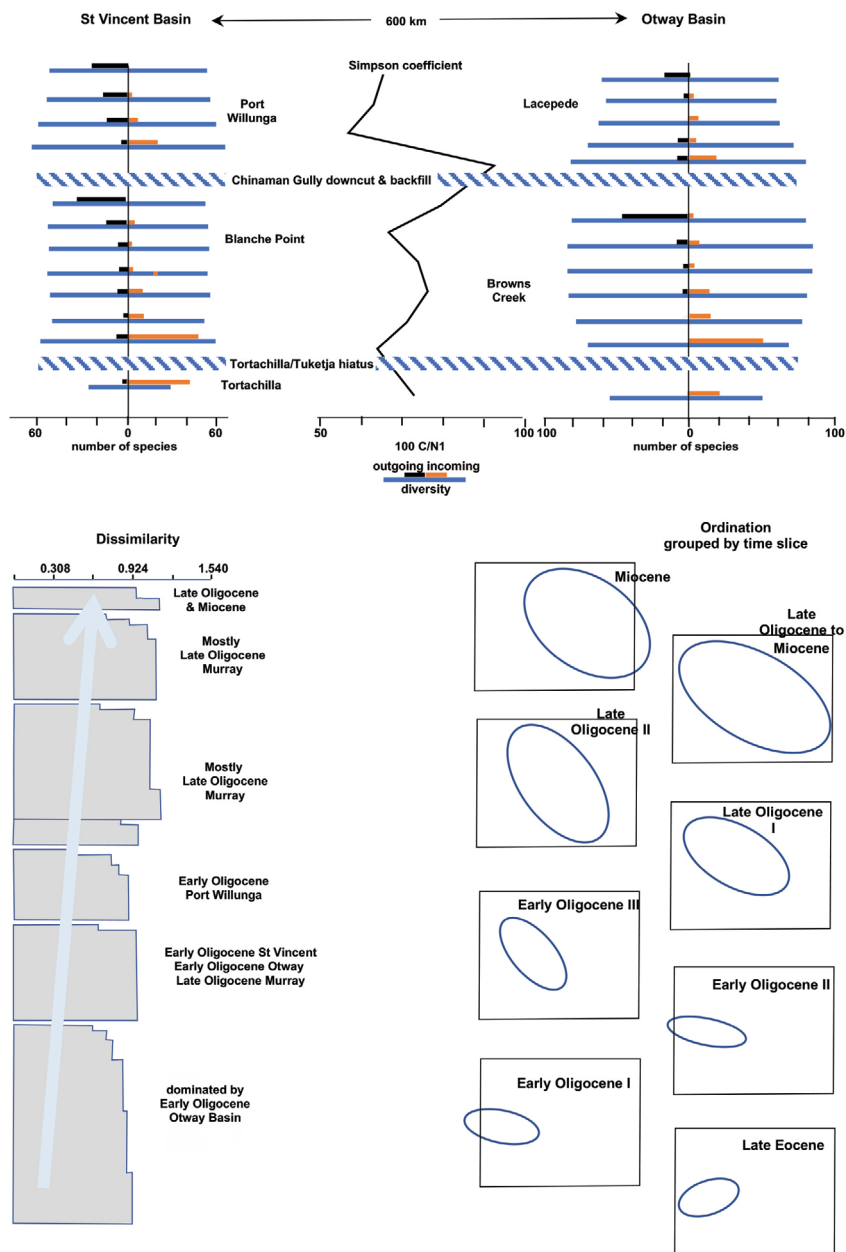 St Vincent Basin
600 km
Otway Basin
Simpson coefficient
Port
Willunga
Lacepede
Chinaman Gully downcut & backfill
Blanche Point
Browns
Creek
Tortachilla/Tuketja hiatus
Tortachilla
60 0 60
number of species
50 100
100 C/N1
100 0 100
number of species
outgoing incoming
diversity
Dissimilarity
0.308 0.924 1.540
Late Oligocene
& Miocene
Mostly
Late Oligocene
Murray
Mostly
Late Oligocene
Murray
Early Oligocene
Port Willunga
Early Oligocene St Vincent
Early Oligocene Otway
Late Oligocene Murray
dominated by
Early Oligocene
Otway Basin
Ordination
grouped by time slice
Miocene
Late
Oligocene to
Miocene
Late
Oligocene II
Late Oligocene
I
Early Oligocene III
Early Oligocene II
Early Oligocene I
Late Eocene